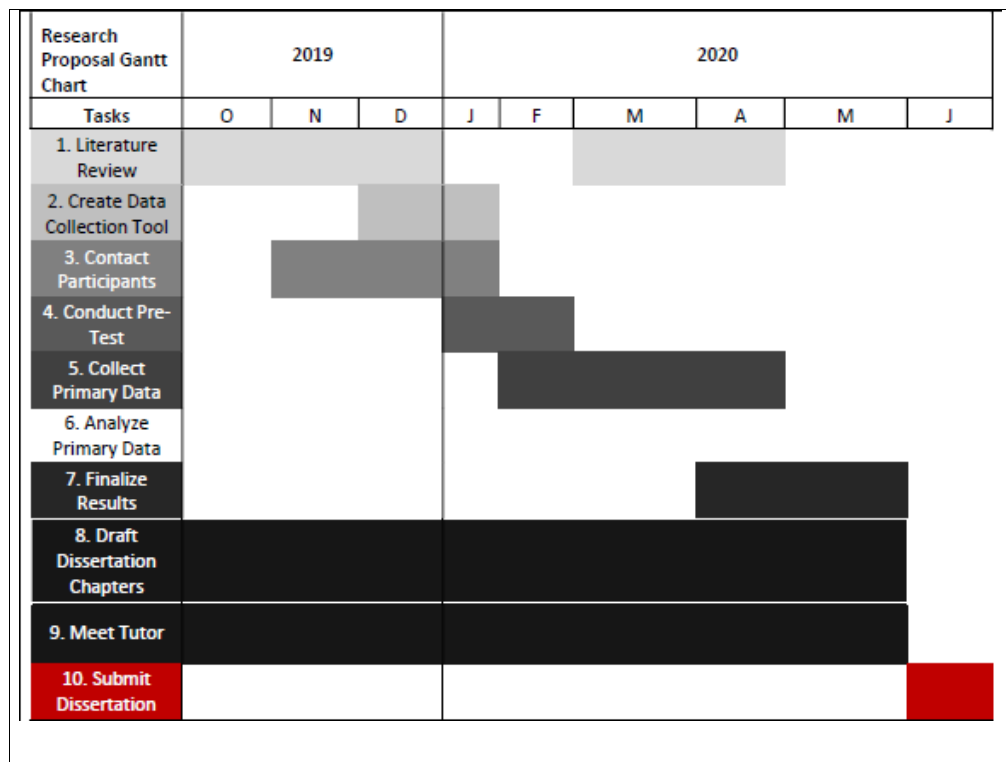 Research
Proposal Gantt
Chart
2019
2020
Tasks
O
N
D
J
F
M
A
M
J
1. Literature
Review
2. Create Data
Collection Tool
3. Contact
Participants
4. Conduct Pre-
Test
5. Collect
Primary Data
6. Analyze
Primary Data
7. Finalize
Results
8. Draft
Dissertation
Chapters
9. Meet Tutor
10. Submit
Dissertation